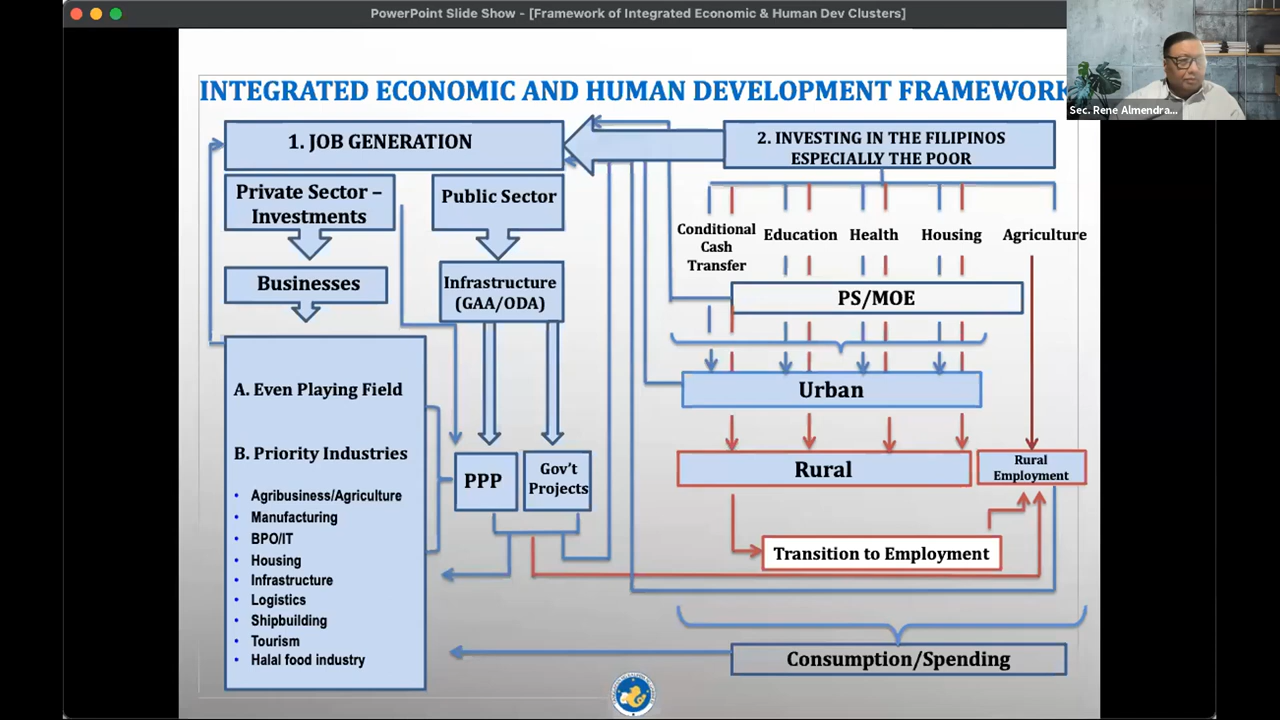 PowerPoint Slide Show - [Framework of Integrated Economic & Human Dev Clusters]
Sec. Rene Almendra...
INTEGRATED ECONOMIC AND HUMAN DEVELOPMENT FRAMEWORK
1. JOB GENERATION
Private Sector –
Investments
Businesses
Public Sector
Infrastructure
(GAA/ODA)
A. Even Playing Field
B. Priority Industries
• Agribusiness/Agriculture
• Manufacturing
• BPO/IT
• Housing
• Infrastructure
• Logistics
• Shipbuilding
• Tourism
• Halal food industry
PPP
Gov't
Projects
2. INVESTING IN THE FILIPINOS
ESPECIALLY THE POOR
Conditional
Cash
Transfer
Education
Health
Housing
Agriculture
PS/MOE
Urban
Rural
Rural
Employment
Transition to Employment
Consumption/Spending